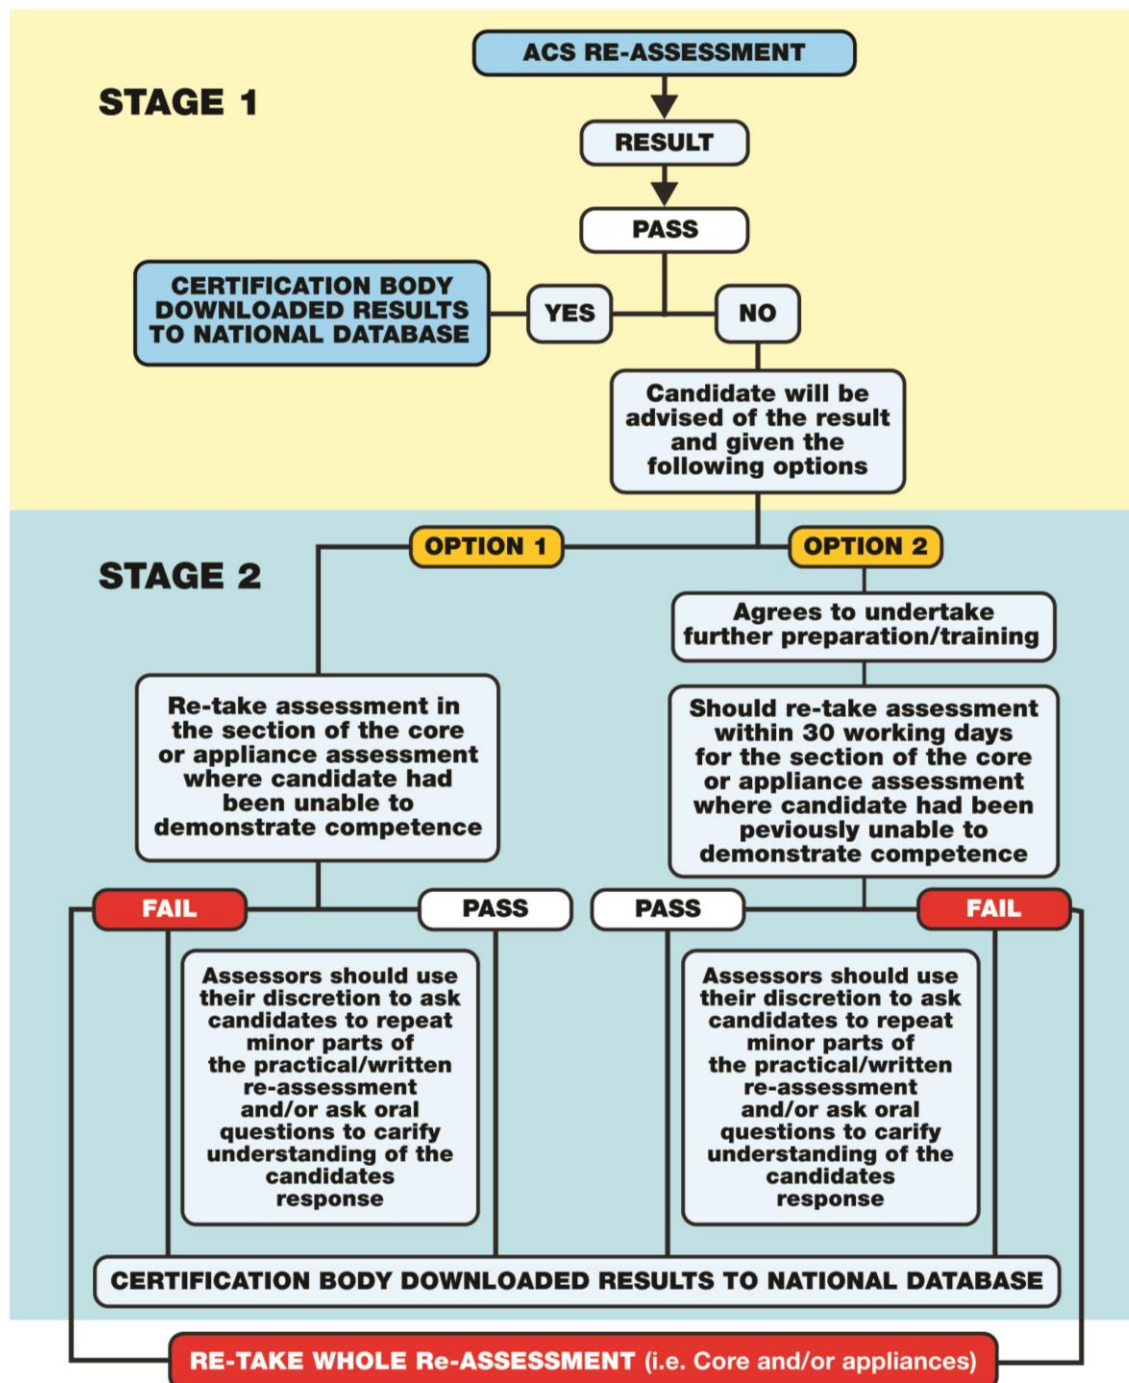 ACS RE-ASSESSMENT
STAGE 1
RESULT
PASS
CERTIFICATION BODY
DOWNLOADED RESULTS
TO NATIONAL DATABASE
YES
NO
Candidate will be
advised of the result
and given the
following options
OPTION 1
OPTION 2
STAGE 2
Agrees to undertake
further preparation/training
Re-take assessment in
the section of the core
or appliance assessment
where candidate had
been unable to
demonstrate competence
Should re-take assessment
within 30 working days
for the section of the core
or appliance assessment
where candidate had been
peviously unable to
demonstrate competence
FAIL
PASS
PASS
FAIL
Assessors should use
their discretion to ask
candidates to repeat
minor parts of
the practical/written
re-assessment
and/or ask oral
questions to carify
understanding of the
candidates
response
Assessors should use
their discretion to ask
candidates to repeat
minor parts of
the practical/written
re-assessment
and/or ask oral
questions to carify
understanding of the
candidates
response
CERTIFICATION BODY DOWNLOADED RESULTS TO NATIONAL DATABASE
RE-TAKE WHOLE Re-ASSESSMENT (i.e. Core and/or appliances)